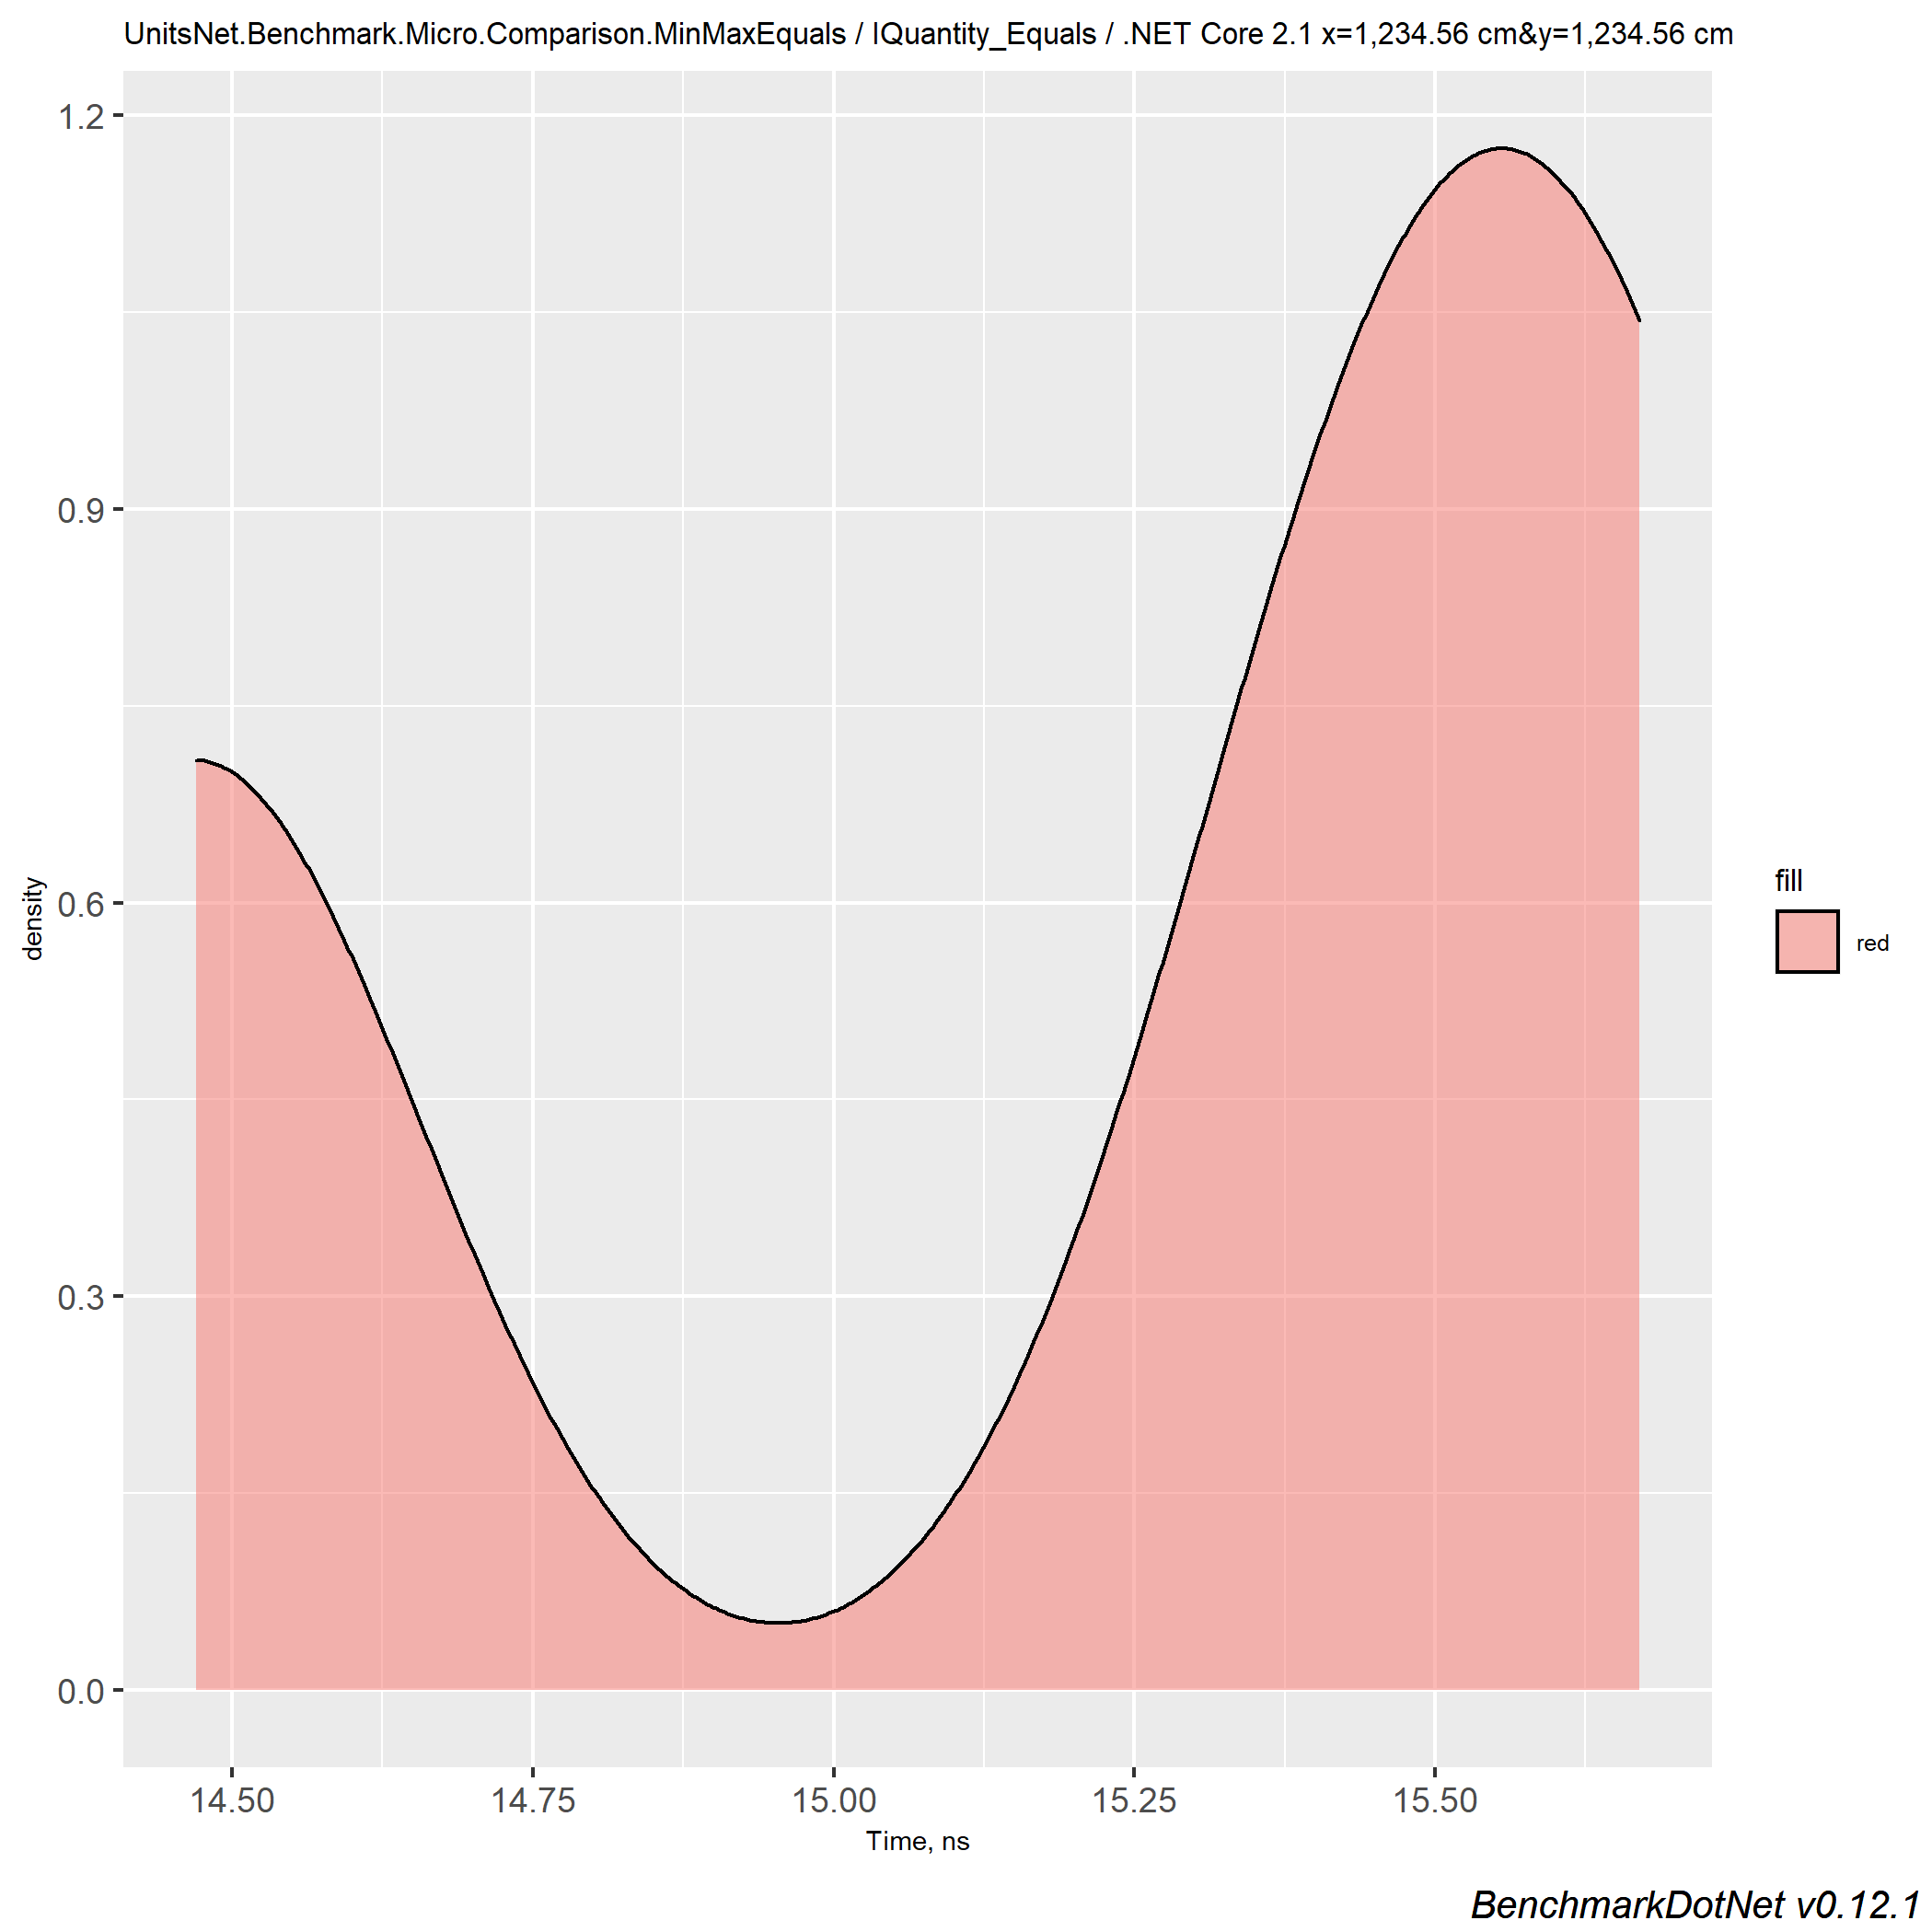 UnitsNet.Benchmark.Micro.Comparison.MinMaxEquals / IQuantity_Equals / .NET Core 2.1 x=1,234.56 cm&y=1,234.56 cm
1.2
0.9
0.6
0.3
0.0
density
14.50 14.75 15.00 15.25 15.50
Time, ns
fill
red
BenchmarkDotNet v0.12.1